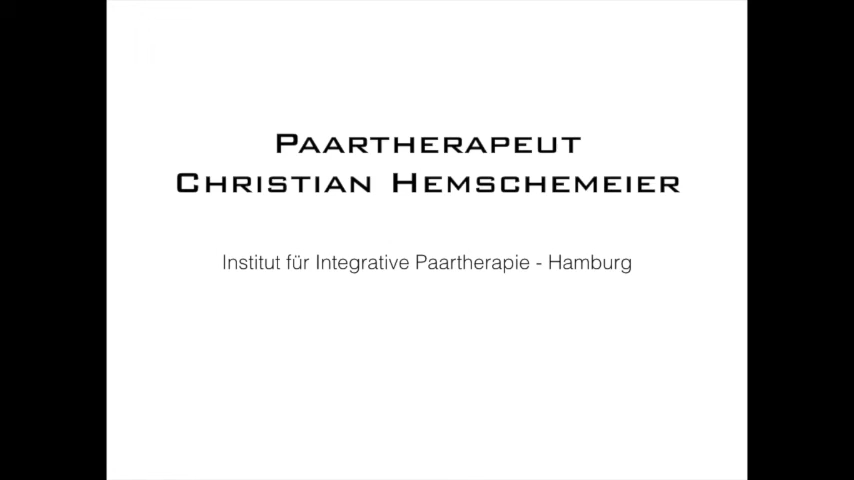 Paartherapeut
Christian Hemschemeier
Institut für Integrative Paartherapie - Hamburg